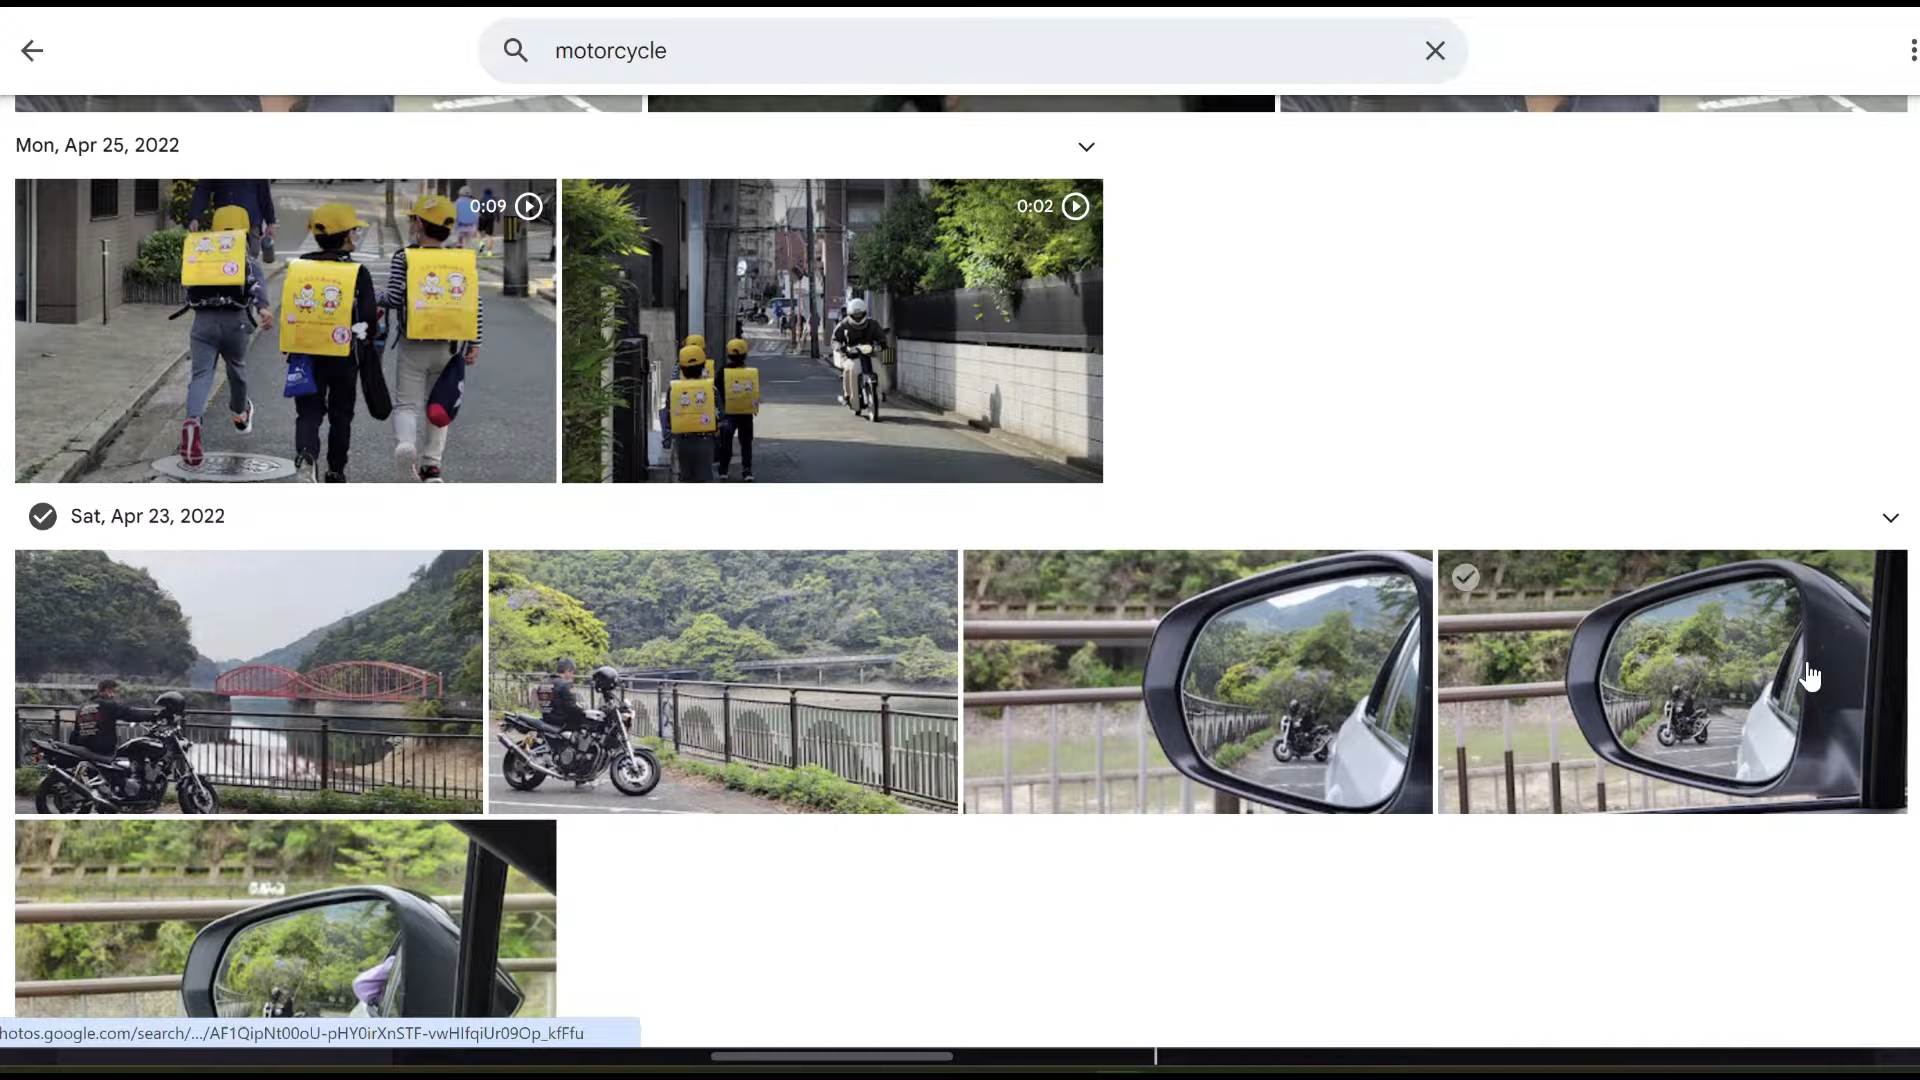 motorcycle
Mon, Apr 25, 2022
0:09
0:02
Sat, Apr 23, 2022
hotos.google.com/search/.../AF1QipNt00oU-pHY0irXnSTF-vwHIfqiUr09Op_kfFfu